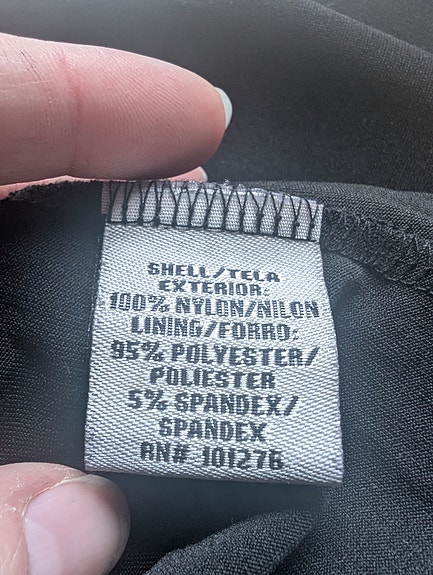 SHELL/TELA
EXTERIOR:
100% NYLON/NILON
LINING/FORRO:
95% POLYESTER/
POLIESTER
5% SPANDEX/
SPANDEX
RN# 101276